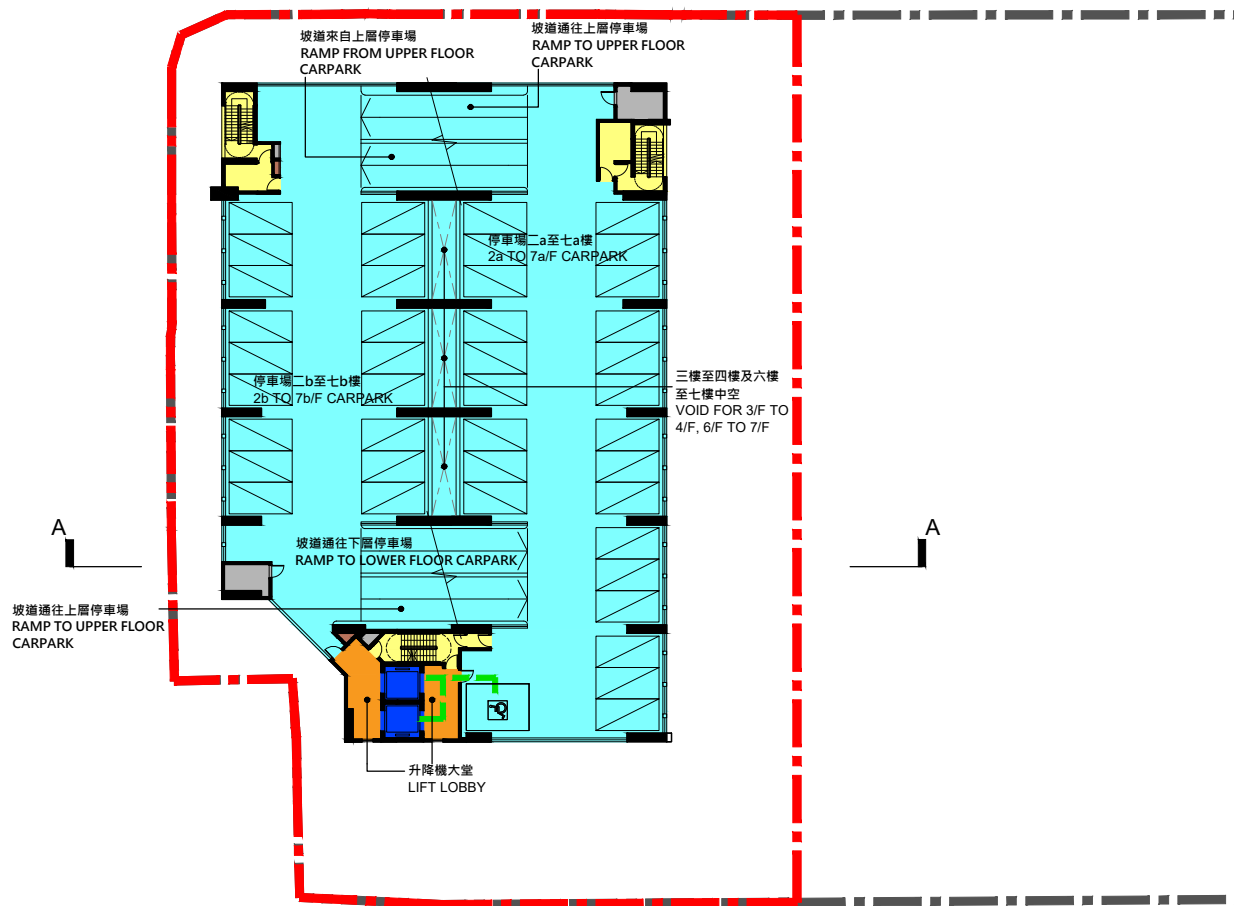 坡道來自上層停車場
RAMP FROM UPPER FLOOR
CARPARK
坡道通往上層停車場
RAMP TO UPPER FLOOR
CARPARK
停車場二a至七a樓
2a TO 7a/F CARPARK
停車場二b至七b樓
2b TO 7b/F CARPARK
三樓至四樓及六樓
至七樓中空
VOID FOR 3/F TO
4/F, 6/F TO 7/F
A
A
坡道通往下層停車場
RAMP TO LOWER FLOOR CARPARK
坡道通往上層停車場
RAMP TO UPPER FLOOR
CARPARK
升降機大堂
LIFT LOBBY